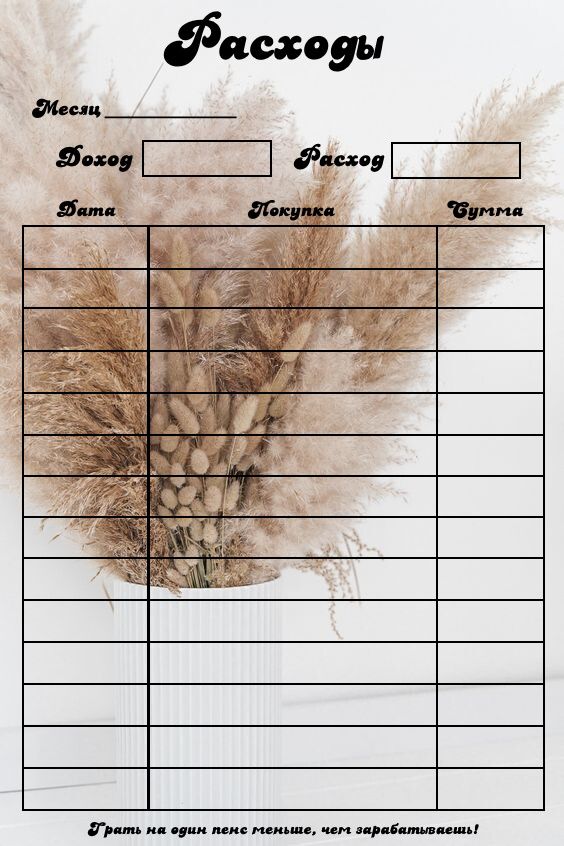 Расходы
Месяц
Доход Расход
Дата Покупка Сумма
Трать на один пенс меньше, чем зарабатываешь!